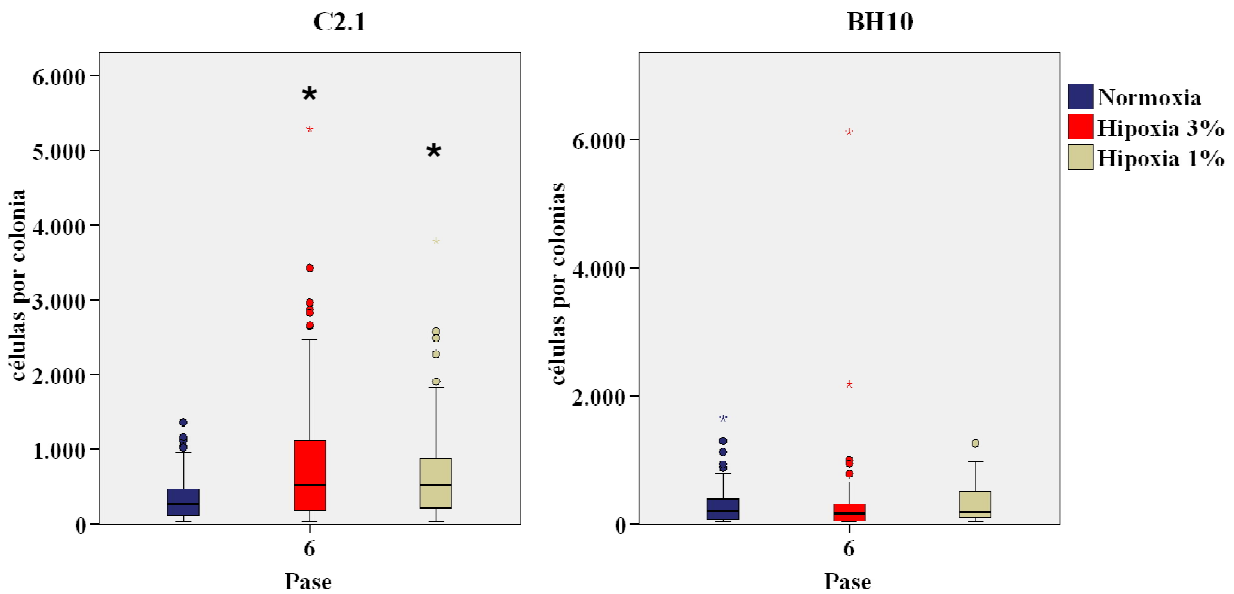 C2.1
células por colonia
6.000
5.000
4.000
3.000
2.000
1.000
0
*
*
6
Pase
BH10
células por colonias
6.000
4.000
2.000
0
6
Pase
Normoxia
Hipoxia 3%
Hipoxia 1%